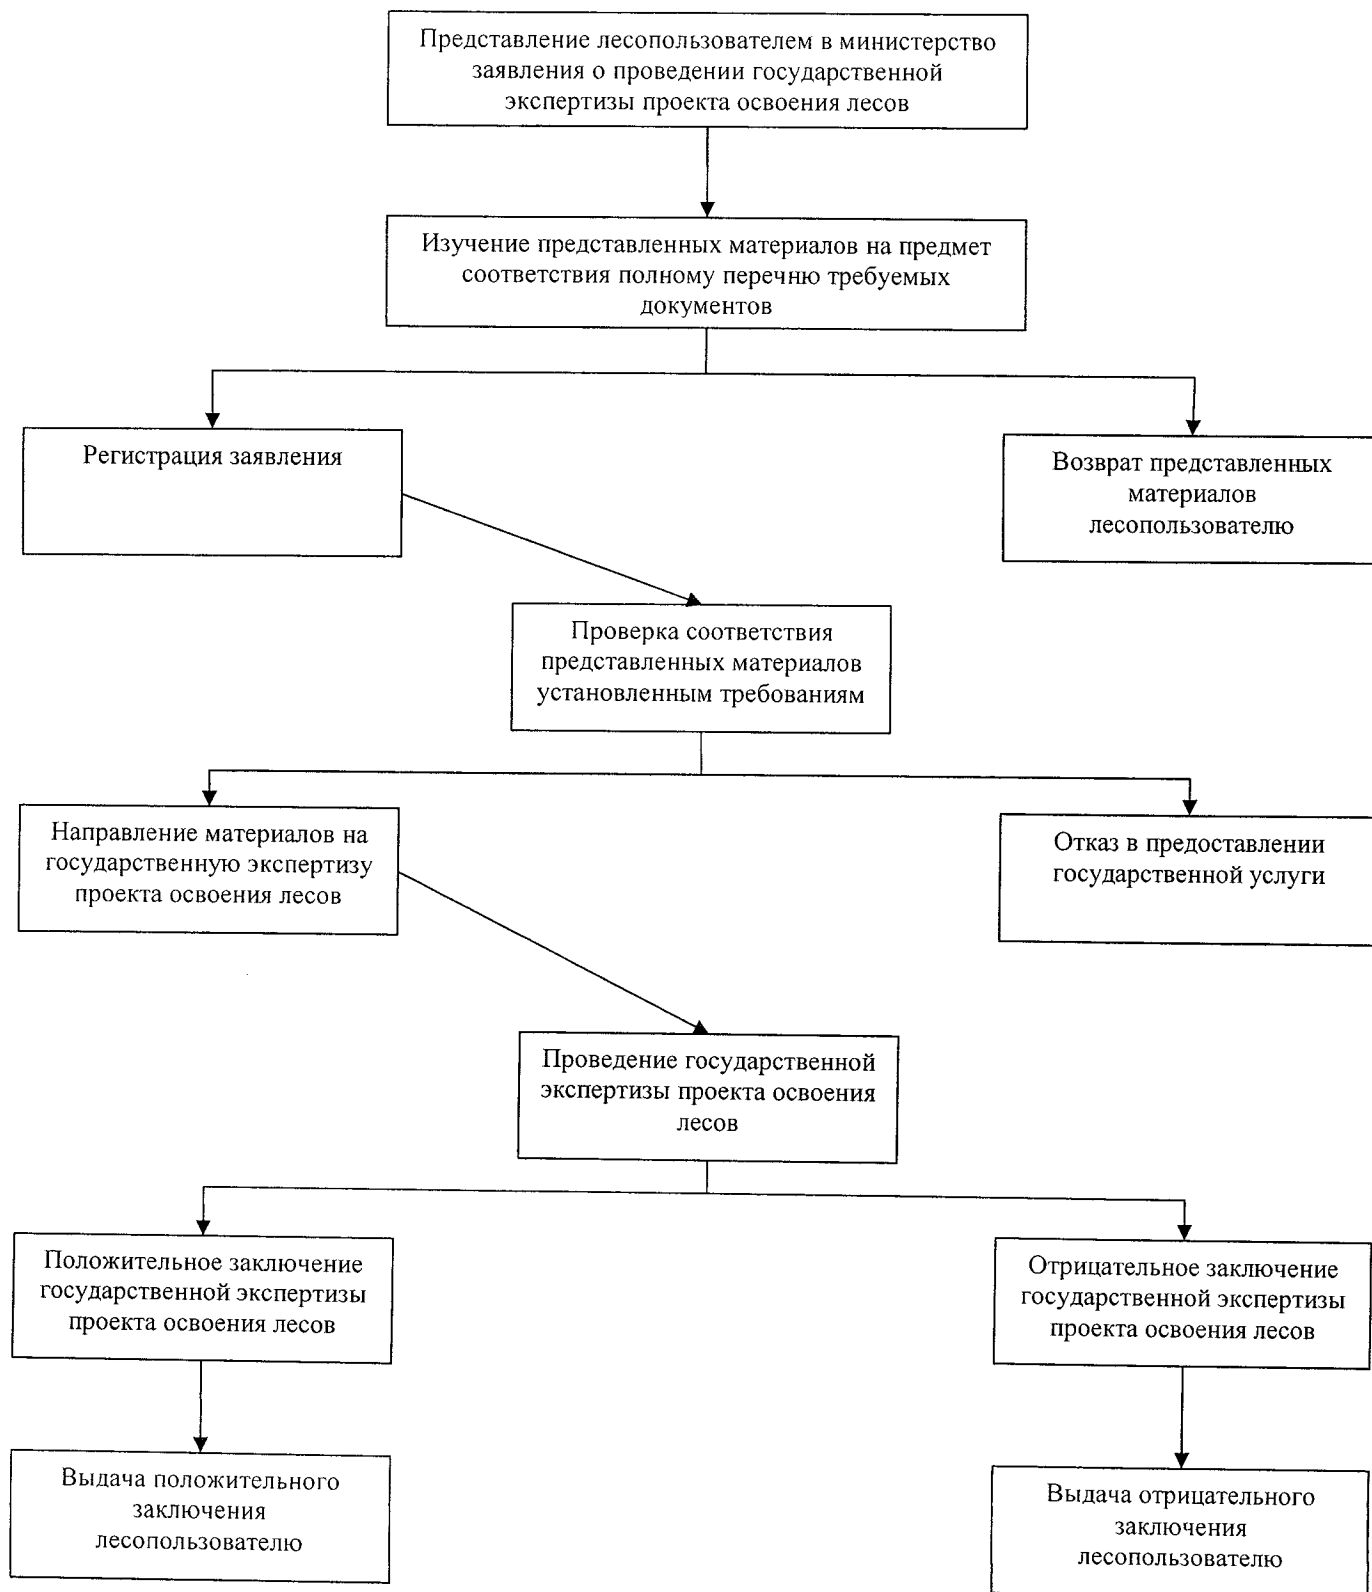 Представление лесопользователем в министерство
заявления о проведении государственной
экспертизы проекта освоения лесов
Изучение представленных материалов на предмет
соответствия полному перечню требуемых
документов
Регистрация заявления
Возврат представленных
материалов
лесопользователю
Проверка соответствия
представленных материалов
установленным требованиям
Направление материалов на
государственную экспертизу
проекта освоения лесов
Отказ в предоставлении
государственной услуги
Проведение государственной
экспертизы проекта освоения
лесов
Положительное заключение
государственной экспертизы
проекта освоения лесов
Отрицательное заключение
государственной экспертизы
проекта освоения лесов
Выдача положительного
заключения
лесопользователю
Выдача отрицательного
заключения
лесопользователю